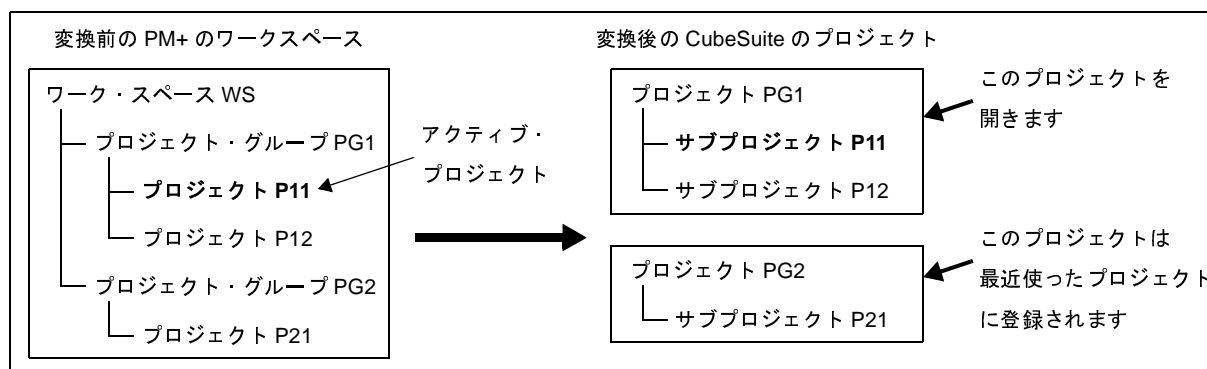 変換前の PM+ のワークスペース
ワーク・スペース WS
プロジェクト・グループ PG1
プロジェクト P11
プロジェクト P12
プロジェクト・グループ PG2
プロジェクト P21
アクティブ・
プロジェクト
変換後の CubeSuite のプロジェクト
プロジェクト PG1
サブプロジェクト P11
サブプロジェクト P12
このプロジェクトを
開きます
プロジェクト PG2
サブプロジェクト P21
このプロジェクトは
最近使ったプロジェクト
に登録されます